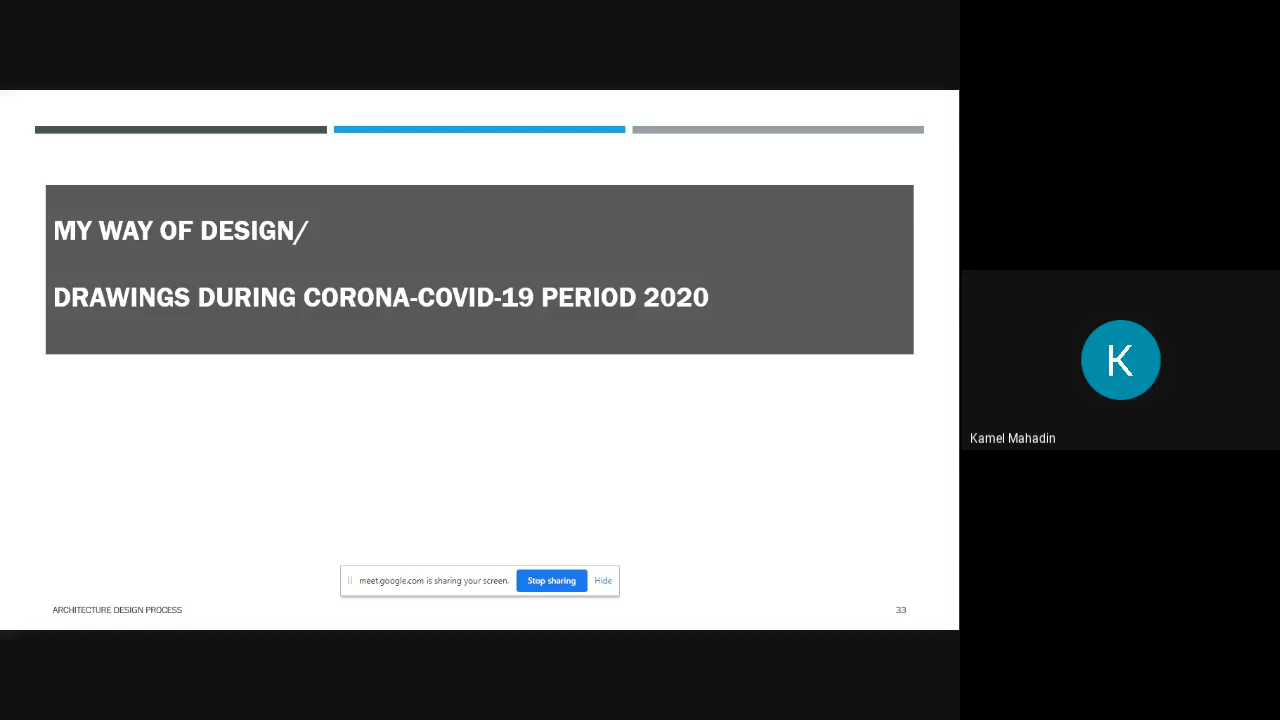 MY WAY OF DESIGN/
DRAWINGS DURING CORONA-COVID-19 PERIOD 2020
meet.google.com is sharing your screen.
Stop sharing
Hide
ARCHITECTURE DESIGN PROCESS
33
K
Kamel Mahadin